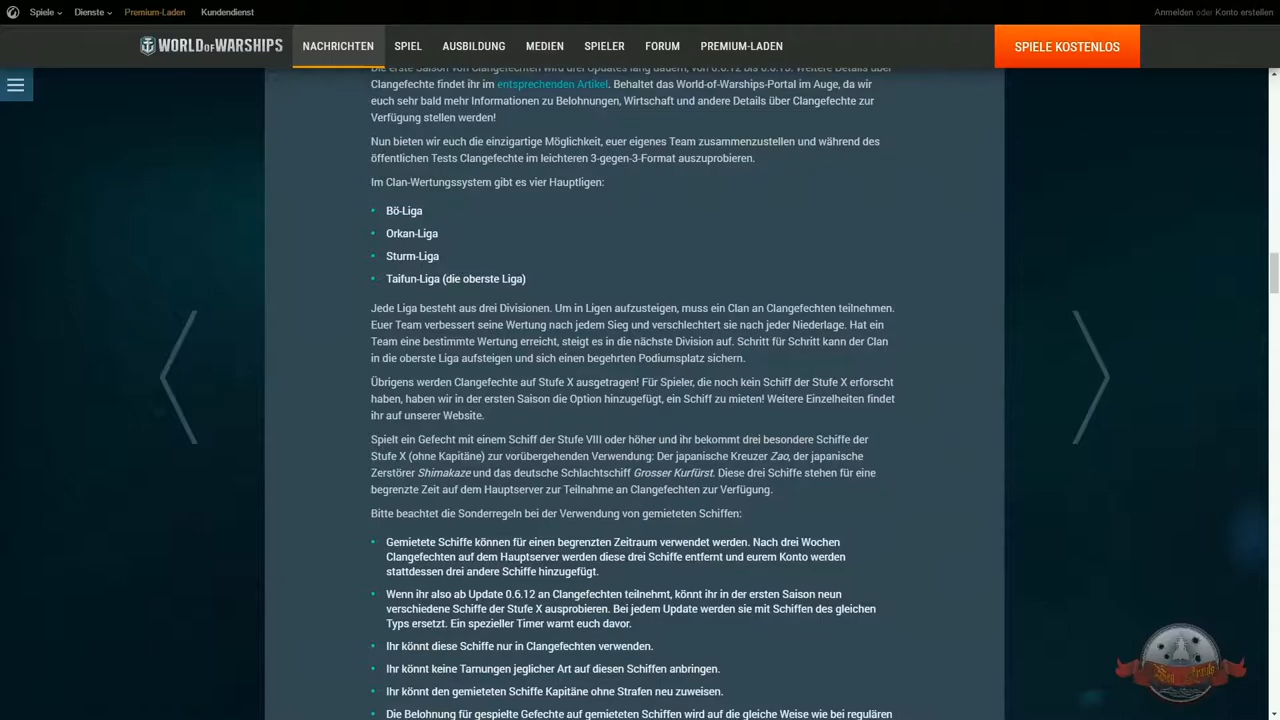 Spiele Dienste Premium-Laden Kundendienst Anmelden oder Konto erstellen
WORLD OF WARSHIPS NACHRICHTEN SPIEL AUSBILDUNG MEDIEN SPIELER FORUM PREMIUM-LADEN SPIELE KOSTENLOS
Die erste Saison von Clangefechten wird drei Updates lang dauern, von 0.6.12 bis 0.6.15. Weitere Details über
Clangefechte findet ihr im entsprechenden Artikel. Behaltet das World-of-Warships-Portal im Auge, da wir
euch sehr bald mehr Informationen zu Belohnungen, Wirtschaft und andere Details über Clangefechte zur
Verfügung stellen werden!
Nun bieten wir euch die einzigartige Möglichkeit, euer eigenes Team zusammenzustellen und während des
öffentlichen Tests Clangefechte im leichteren 3-gegen-3-Format auszuprobieren.
Im Clan-Wertungssystem gibt es vier Hauptligen:
• Bö-Liga
• Orkan-Liga
• Sturm-Liga
• Taifun-Liga (die oberste Liga)
Jede Liga besteht aus drei Divisionen. Um in Ligen aufzusteigen, muss ein Clan an Clangefechten teilnehmen.
Euer Team verbessert seine Wertung nach jedem Sieg und verschlechtert sie nach jeder Niederlage. Hat ein
Team eine bestimmte Wertung erreicht, steigt es in die nächste Division auf. Schritt für Schritt kann der Clan
in die oberste Liga aufsteigen und sich einen begehrten Podiumsplatz sichern.
Übrigens werden Clangefechte auf Stufe X ausgetragen! Für Spieler, die noch kein Schiff der Stufe X erforscht
haben, haben wir in der ersten Saison die Option hinzugefügt, ein Schiff zu mieten! Weitere Einzelheiten findet
ihr auf unserer Website.
Spielt ein Gefecht mit einem Schiff der Stufe VIII oder höher und ihr bekommt drei besondere Schiffe der
Stufe X (ohne Kapitäne) zur vorübergehenden Verwendung: Der japanische Kreuzer Zao, der japanische
Zerstörer Shimakaze und das deutsche Schlachtschiff Grosser Kurfürst. Diese drei Schiffe stehen für eine
begrenzte Zeit auf dem Hauptserver zur Teilnahme an Clangefechten zur Verfügung.
Bitte beachtet die Sonderregeln bei der Verwendung von gemieteten Schiffen:
• Gemietete Schiffe können für einen begrenzten Zeitraum verwendet werden. Nach drei Wochen
Clangefechten auf dem Hauptserver werden diese drei Schiffe entfernt und eurem Konto werden
stattdessen drei andere Schiffe hinzugefügt.
• Wenn ihr also ab Update 0.6.12 an Clangefechten teilnehmt, könnt ihr in der ersten Saison neun
verschiedene Schiffe der Stufe X ausprobieren. Bei jedem Update werden sie mit Schiffen des gleichen
Typs ersetzt. Ein spezieller Timer warnt euch davor.
• Ihr könnt diese Schiffe nur in Clangefechten verwenden.
• Ihr könnt keine Tarnungen jeglicher Art auf diesen Schiffen anbringen.
• Ihr könnt den gemieteten Schiffe Kapitäne ohne Strafen neu zuweisen.
• Die Belohnung für gespielte Gefechte auf gemieteten Schiffen wird auf die gleiche Weise wie bei regulären